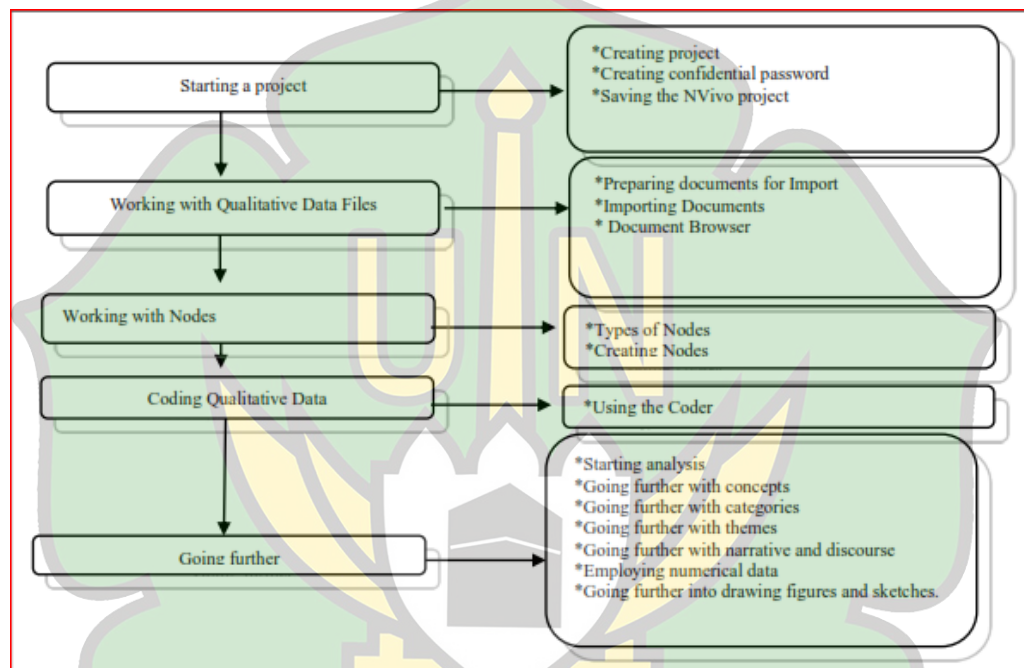 Starting a project
*Creating project
*Creating confidential password
*Saving the NVivo project
Working with Qualitative Data Files
*Preparing documents for Import
*Importing Documents
* Document Browser
Working with Nodes
*Types of Nodes
*Creating Nodes
Coding Qualitative Data
*Using the Coder
Going further
*Starting analysis
*Going further with concepts
*Going further with categories
*Going further with themes
*Going further with narrative and discourse
*Employing numerical data
*Going further into drawing figures and sketches.
UIN